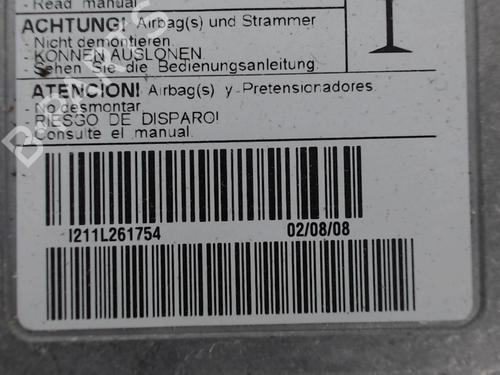 - Read manual
ACHTUNG! Airbag(s) und Strammer
- Nicht demontieren.
- KONNEN AUSLONEN
- Sehen Sie die Bedienungsanleitung.
ATENCION! Airbag(s) y Pretensionadores.
- No desmontar.
- RIESGO DE DISPARO!
- Consulte el manual.
I211L261754 02/08/08